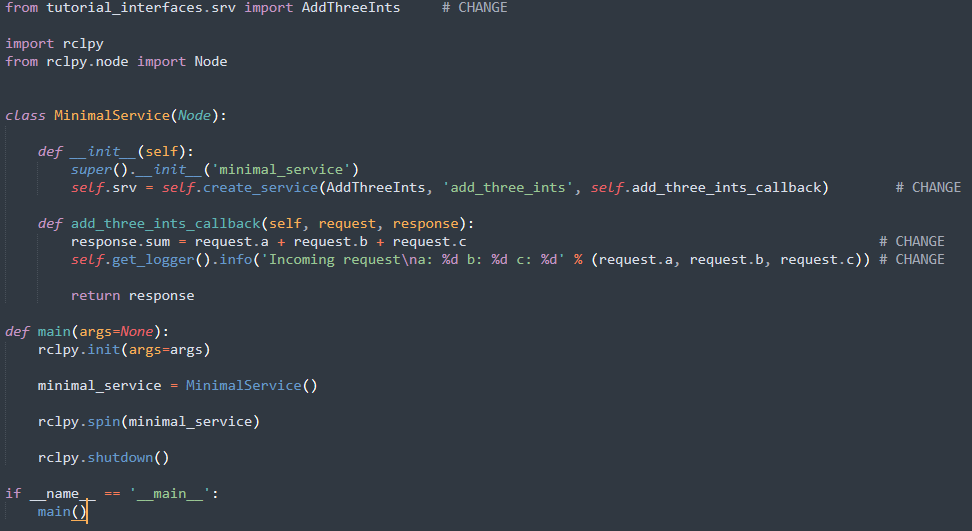 from tutorial_interfaces.srv import AddThreeInts     # CHANGE
import rclpy
from rclpy.node import Node
class MinimalService(Node):
    def __init__(self):
        super().__init__('minimal_service')
        self.srv = self.create_service(AddThreeInts, 'add_three_ints', self.add_three_ints_callback)        # CHANGE
    def add_three_ints_callback(self, request, response):
        response.sum = request.a + request.b + request.c                                                  # CHANGE
        self.get_logger().info('Incoming request\na: %d b: %d c: %d' % (request.a, request.b, request.c)) # CHANGE
        return response
def main(args=None):
    rclpy.init(args=args)
    minimal_service = MinimalService()
    rclpy.spin(minimal_service)
    rclpy.shutdown()
if __name__ == '__main__':
    main()